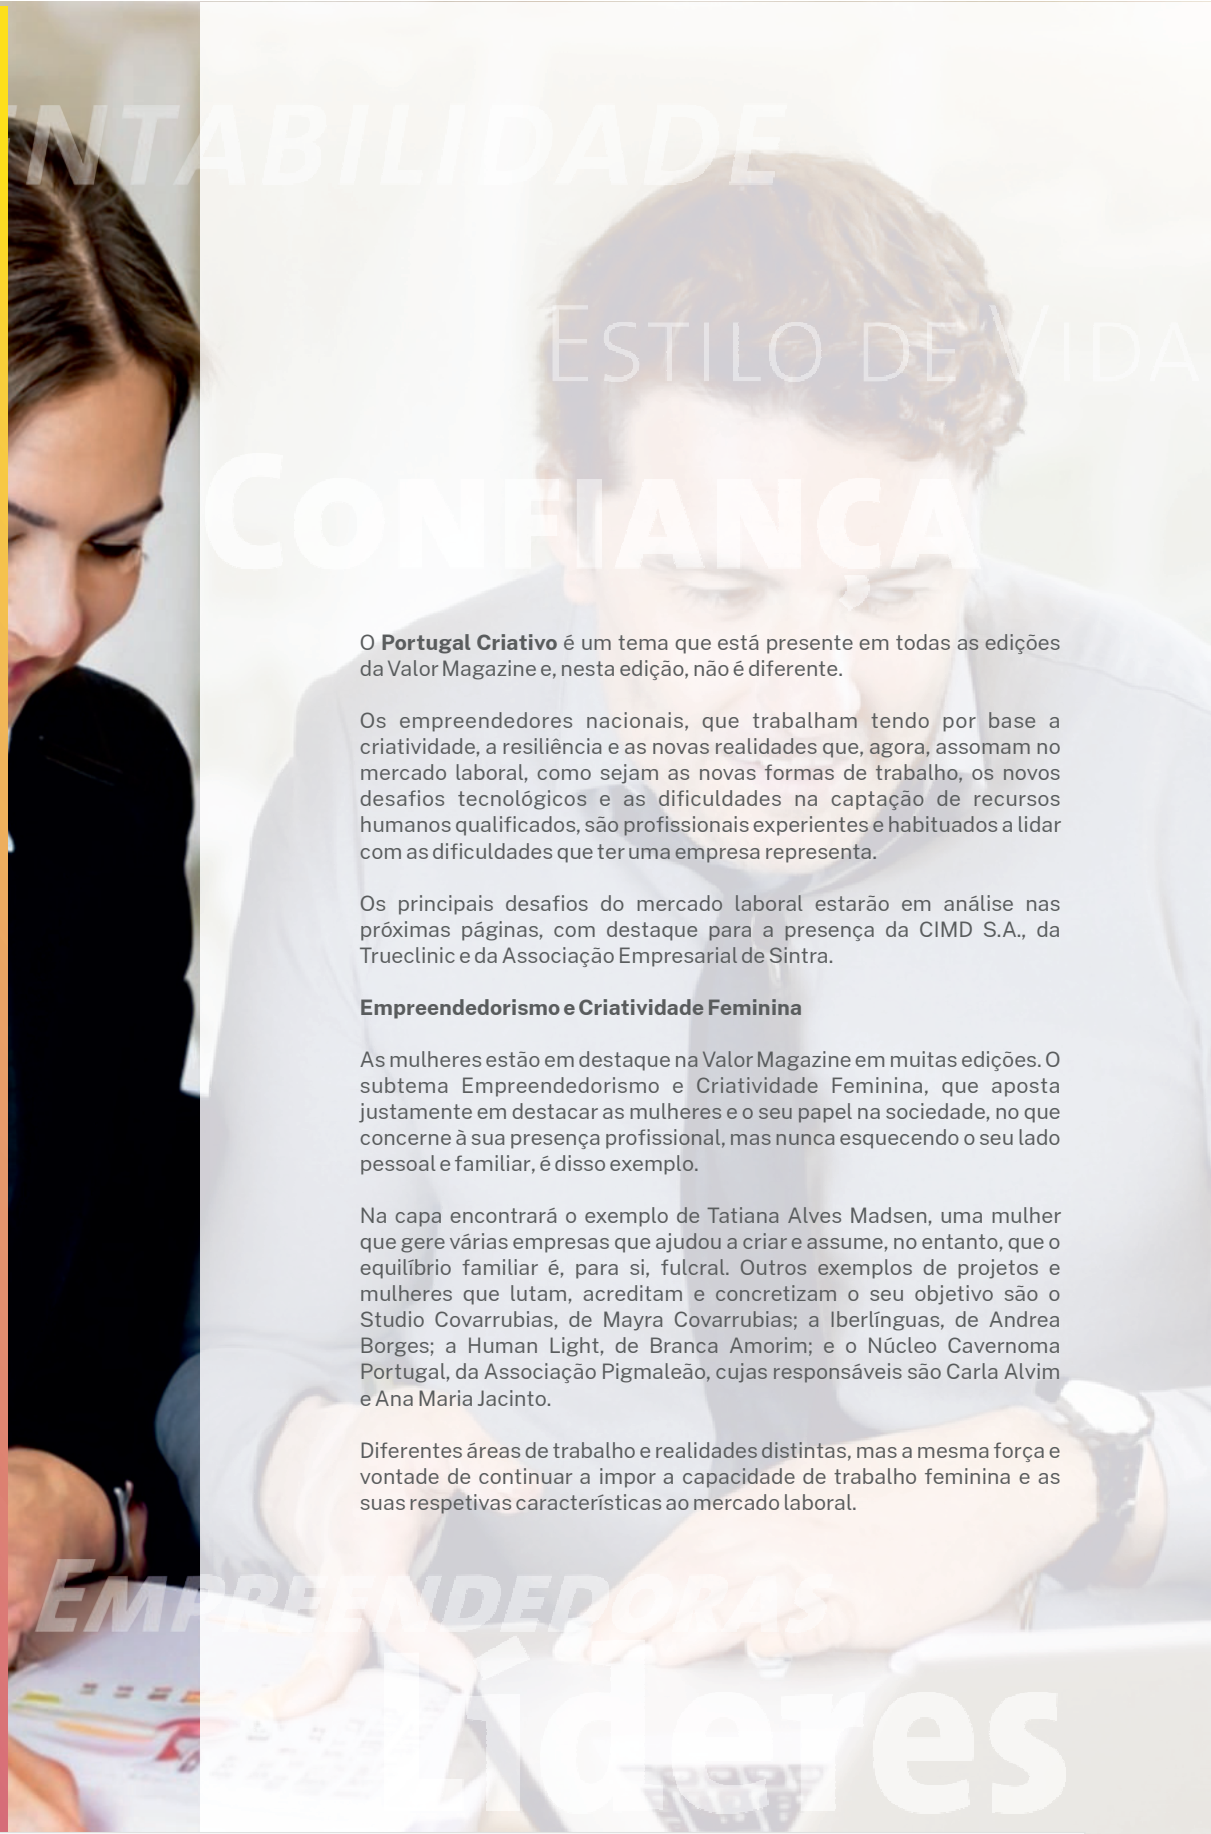 NTABILIDADE
ESTILO DE VIDA
CONFIANÇA
O Portugal Criativo é um tema que está presente em todas as edições
da Valor Magazine e, nesta edição, não é diferente.
Os empreendedores nacionais, que trabalham tendo por base a
criatividade, a resiliência e as novas realidades que, agora, assomam no
mercado laboral, como sejam as novas formas de trabalho, os novos
desafios tecnológicos e as dificuldades na captação de recursos
humanos qualificados, são profissionais experientes e habituados a lidar
com as dificuldades que ter uma empresa representa.
Os principais desafios do mercado laboral estarão em análise nas
próximas páginas, com destaque para a presença da CIMD S.A., da
Trueclinic e da Associação Empresarial de Sintra.
Empreendedorismo e Criatividade Feminina
As mulheres estão em destaque na Valor Magazine em muitas edições. O
subtema Empreendedorismo e Criatividade Feminina, que aposta
justamente em destacar as mulheres e o seu papel na sociedade, no que
concerne à sua presença profissional, mas nunca esquecendo o seu lado
pessoal e familiar, é disso exemplo.
Na capa encontrará o exemplo de Tatiana Alves Madsen, uma mulher
que gere várias empresas que ajudou a criar e assume, no entanto, que o
equilíbrio familiar é, para si, fulcral. Outros exemplos de projetos e
mulheres que lutam, acreditam e concretizam o seu objetivo são o
Studio Covarrubias, de Mayra Covarrubias; a Iberlínguas, de Andrea
Borges; a Human Light, de Branca Amorim; e o Núcleo Cavernoma
Portugal, da Associação Pigmaleão, cujas responsáveis são Carla Alvim
e Ana Maria Jacinto.
Diferentes áreas de trabalho e realidades distintas, mas a mesma força e
vontade de continuar a impor a capacidade de trabalho feminina e as
suas respetivas características ao mercado laboral.
EMPREENDEDORAS
Líderes